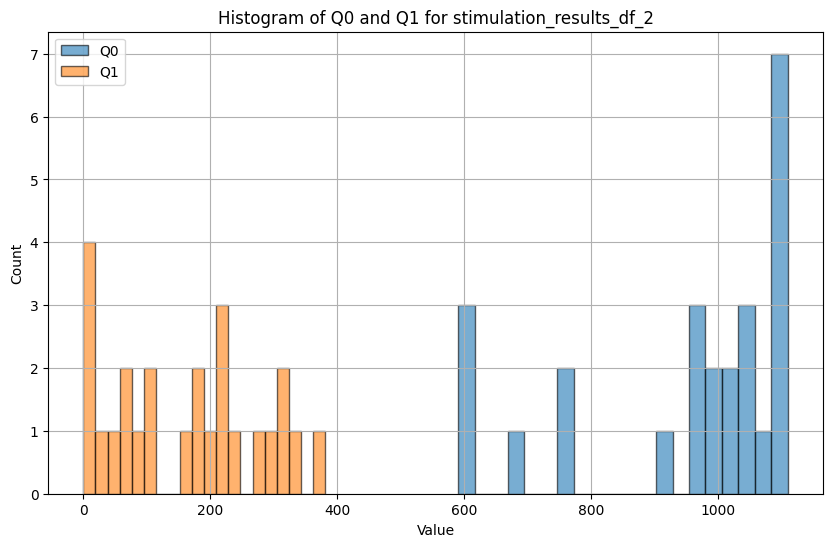 Histogram of Q0 and Q1 for stimulation_results_df_2
Q0
Q1
7
6
5
4
3
2
1
0
Count
0 200 400 600 800 1000
Value